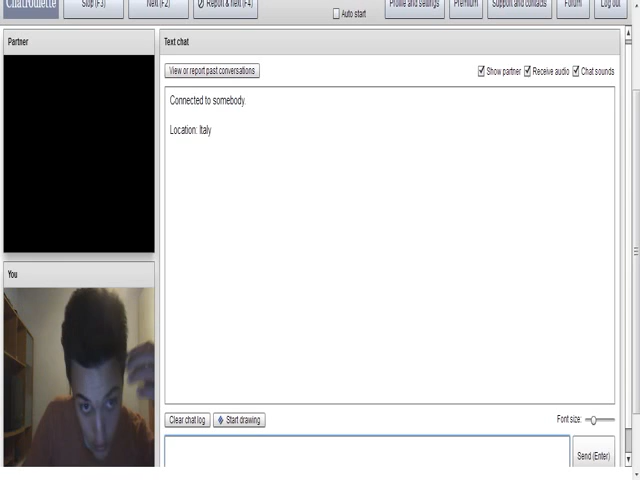 ChatRoulette Stop (F3) Next (F2) Report & next (F4) Auto start Profile and settings Premium Support and contacts Forum Log out
Partner
Text chat
View or report past conversations
Show partner Receive audio Chat sounds
Connected to somebody.
Location: Italy
You
Clear chat log Start drawing Font size:
Send (Enter)